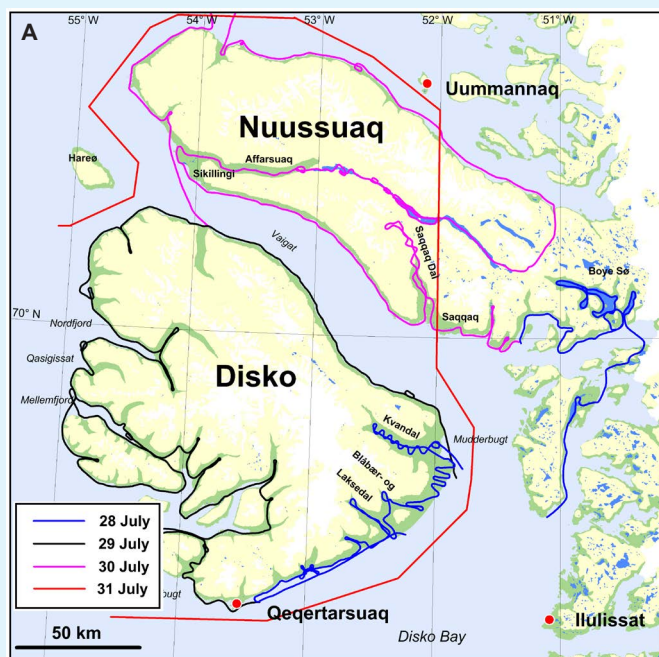 55° W
54° W
53° W
52° W
51° W
A
Uummannaq
Nuussuaq
Hareø
Affarsuaq
Sikillingi
Vaigat
Saqqaq Dal
Boye Sø
70° N
Saqqaq
Nordfjord
Qasigissat
Disko
Mellemfjord
Kvandal
Mudderbugt
Blåbær- og
Laksedal
28 July
29 July
30 July
31 July
bugt
Qeqertarsuaq
Ilulissat
50 km
Disko Bay